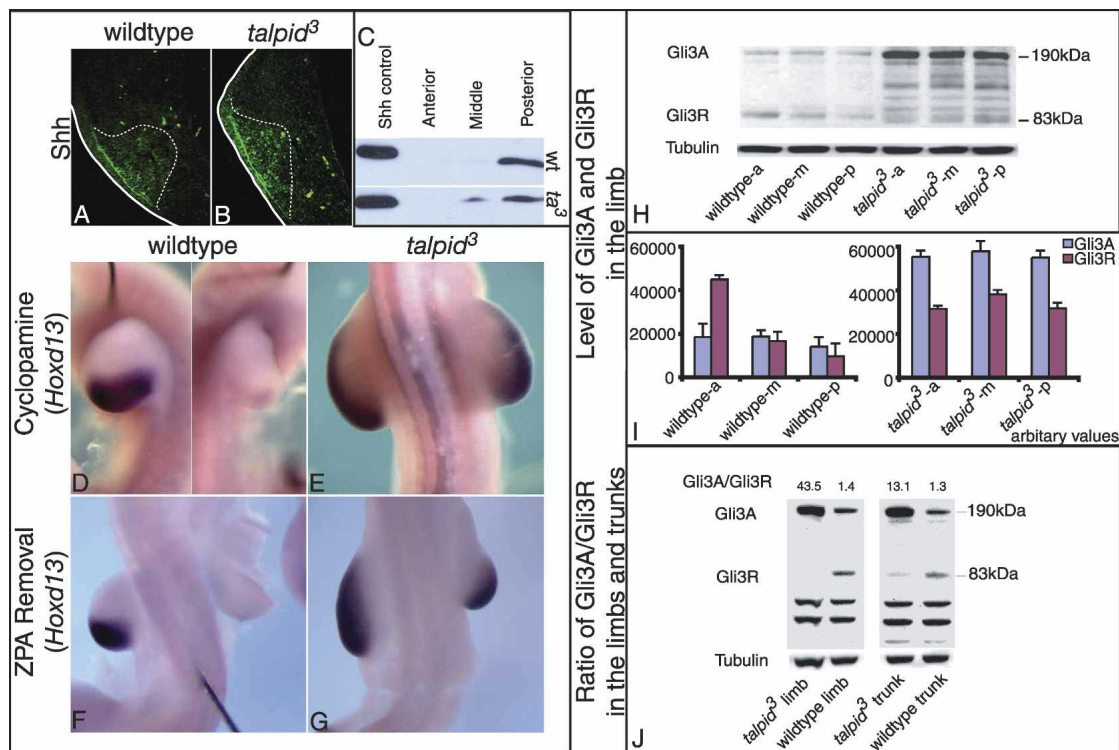 wildtype
talpid3
Shh
A
B
C
Shh control
Anterior
Middle
Posterior
wt
ta3
wildtype
talpid3
Cyclopamine
(Hoxd13)
D
E
ZPA Removal
(Hoxd13)
F
G
Level of Gli3A and Gli3R
in the limb
Gli3A
190kDa
Gli3R
83kDa
Tubulin
wildtype-a
wildtype-m
wildtype-p
talpid3-a
talpid3-m
talpid3-p
H
60000
40000
20000
0
wildtype-a
wildtype-m
wildtype-p
60000
40000
20000
0
Gli3A
Gli3R
talpid3-a
talpid3-m
talpid3-p
I
arbitary values
Ratio of Gli3A/Gli3R
in the limbs and trunks
Gli3A/Gli3R
43.5
1.4
13.1
1.3
Gli3A
190kDa
Gli3R
83kDa
Tubulin
talpid3 limb
wildtype limb
talpid3 trunk
wildtype trunk
J